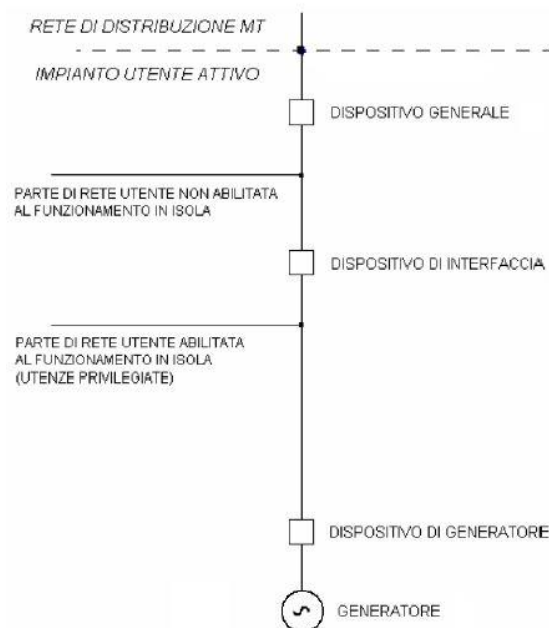 RETE DI DISTRIBUZIONE MT
IMPIANTO UTENTE ATTIVO
DISPOSITIVO GENERALE
PARTE DI RETE UTENTE NON ABILITATA
AL FUNZIONAMENTO IN ISOLA
DISPOSITIVO DI INTERFACCIA
PARTE DI RETE UTENTE ABILITATA
AL FUNZIONAMENTO IN ISOLA
(UTENZE PRIVILEGIATE)
DISPOSITIVO DI GENERATORE
GENERATORE